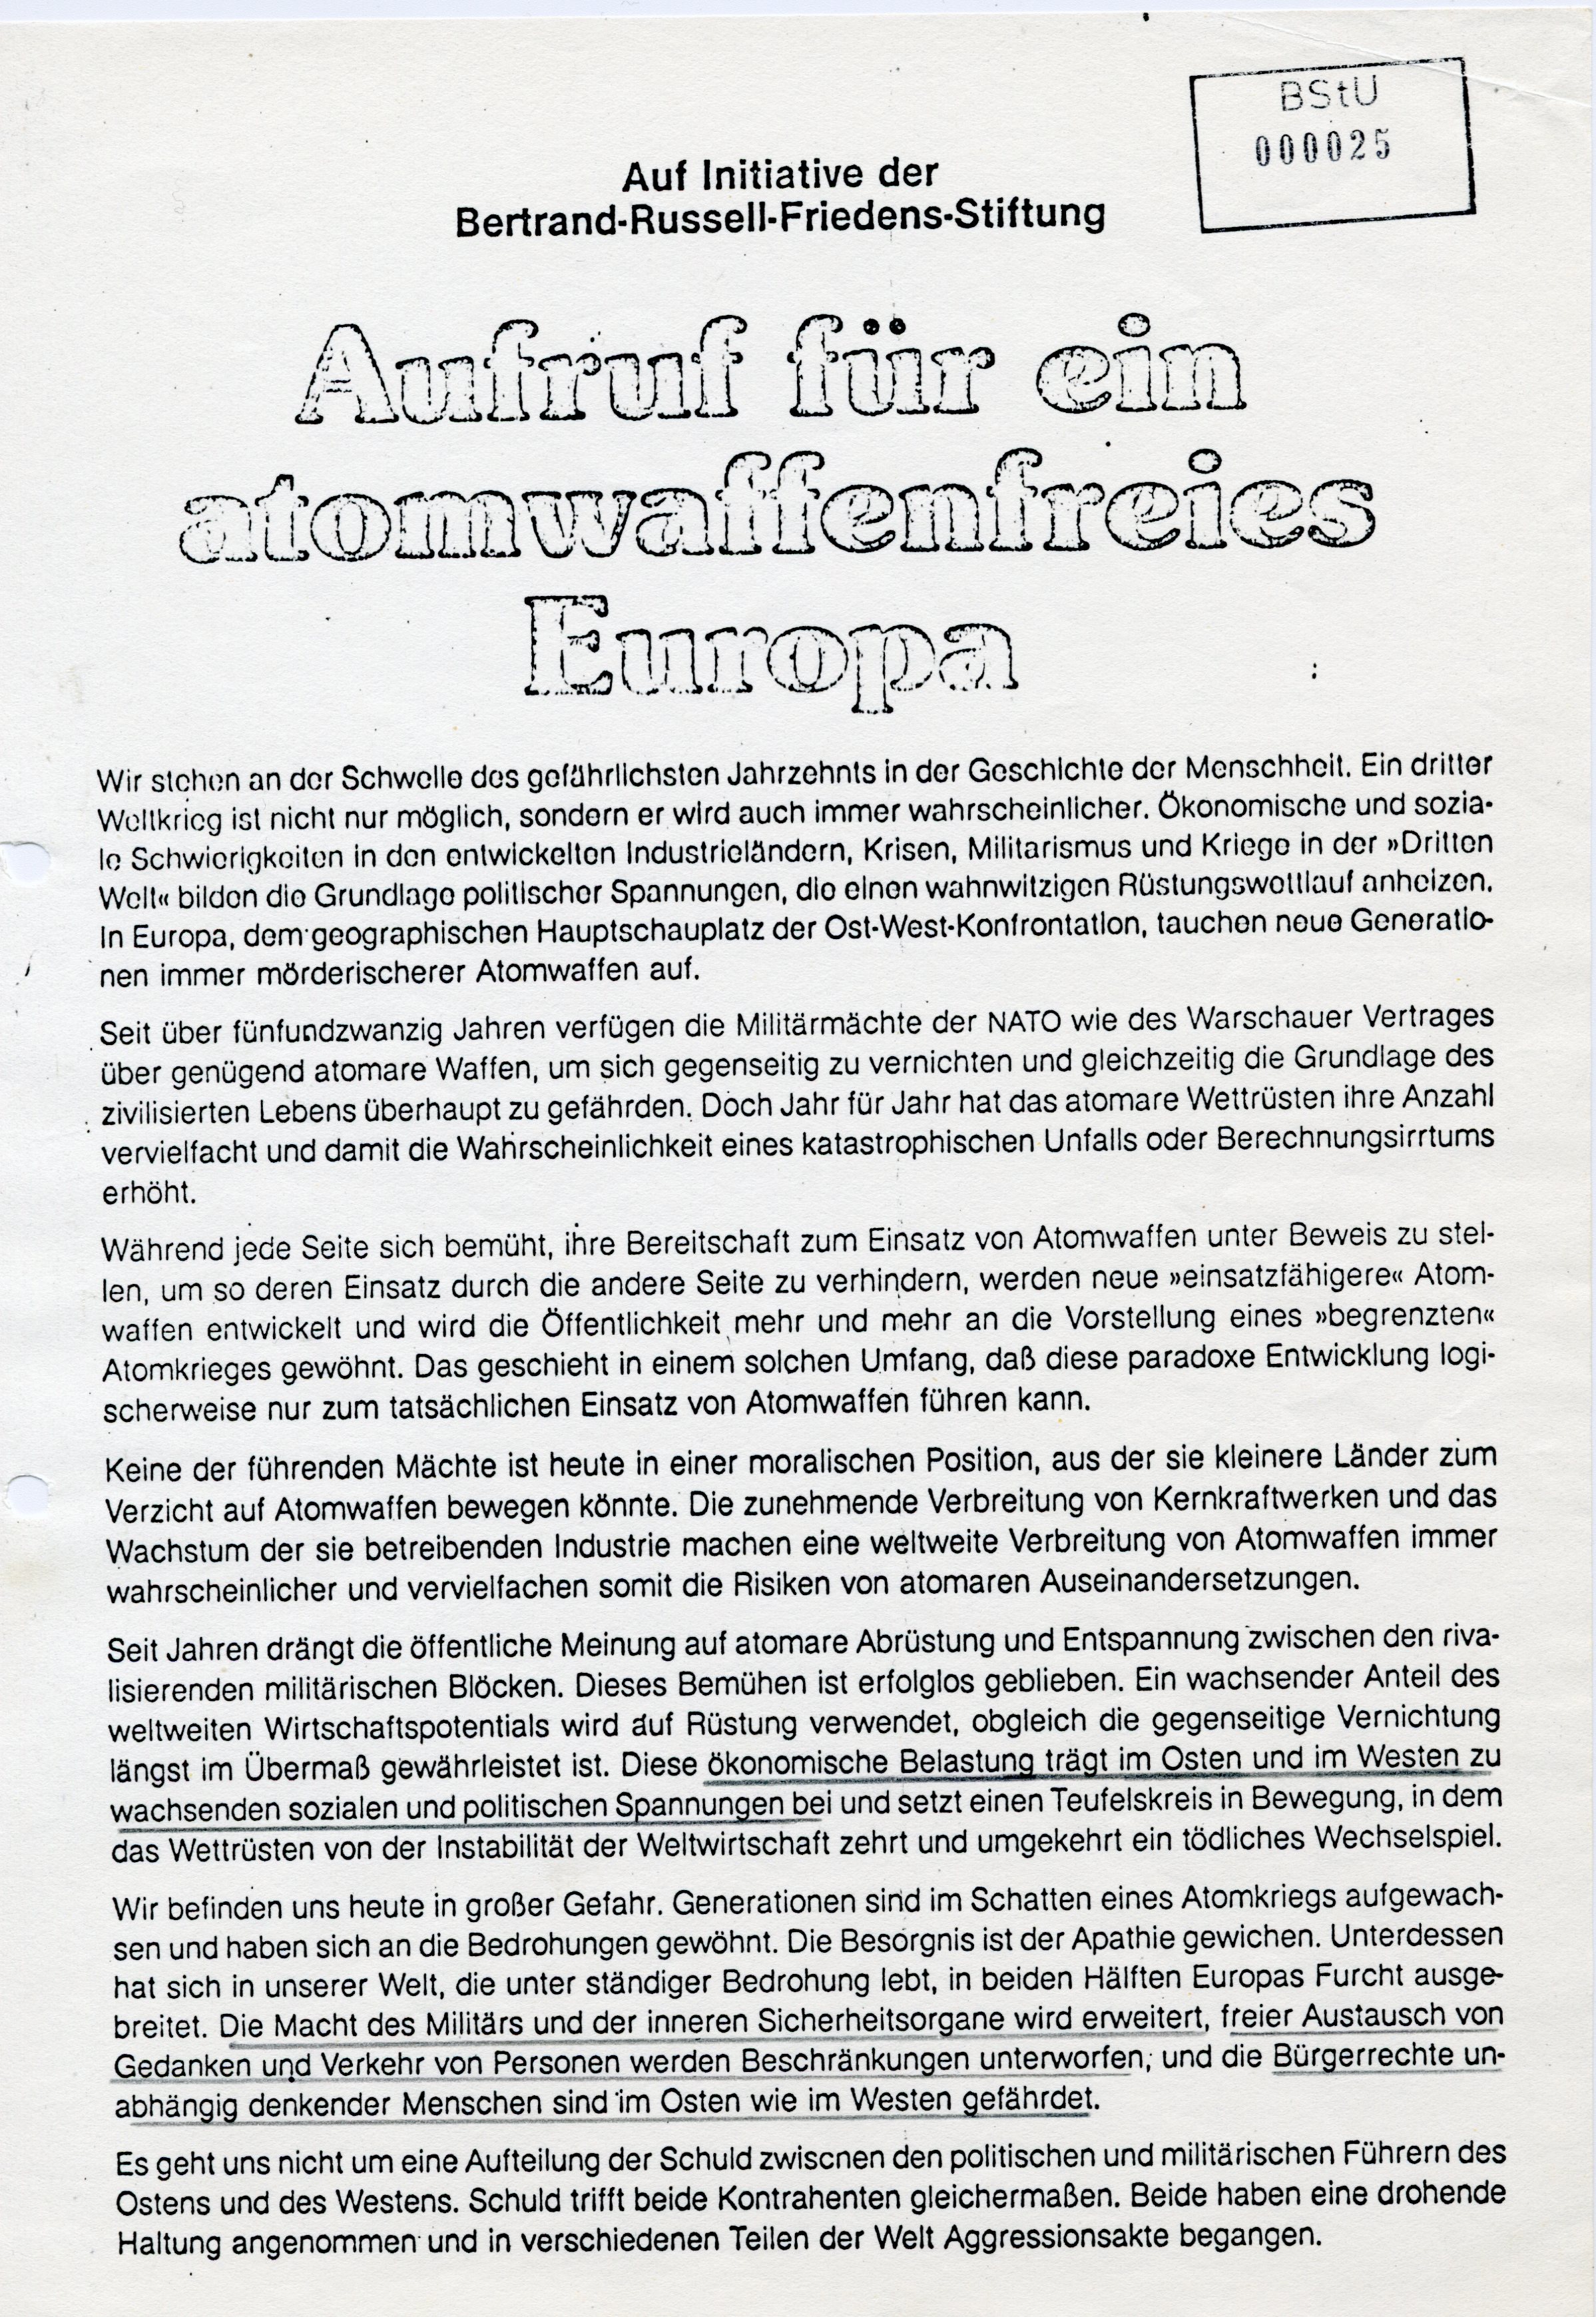 BStU
000025
Auf Initiative der
Bertrand-Russell-Friedens-Stiftung
Aufruf für ein
atomwaffenfreies
Europa
Wir stehen an der Schwelle des gefährlichsten Jahrzehnts in der Geschichte der Menschheit. Ein dritter
Weltkrieg ist nicht nur möglich, sondern er wird auch immer wahrscheinlicher. Ökonomische und sozia-
le Schwierigkeiten in den entwickelten Industrieländern, Krisen, Militarismus und Kriege in der »Dritten
Welt« bilden die Grundlage politischer Spannungen, die einen wahnwitzigen Rüstungswettlauf anheizen.
In Europa, dem geographischen Hauptschauplatz der Ost-West-Konfrontation, tauchen neue Generatio-
nen immer mörderischerer Atomwaffen auf.
Seit über fünfundzwanzig Jahren verfügen die Militärmächte der NATO wie des Warschauer Vertrages
über genügend atomare Waffen, um sich gegenseitig zu vernichten und gleichzeitig die Grundlage des
zivilisierten Lebens überhaupt zu gefährden. Doch Jahr für Jahr hat das atomare Wettrüsten ihre Anzahl
vervielfacht und damit die Wahrscheinlichkeit eines katastrophischen Unfalls oder Berechnungsirrtums
erhöht.
Während jede Seite sich bemüht, ihre Bereitschaft zum Einsatz von Atomwaffen unter Beweis zu stel-
len, um so deren Einsatz durch die andere Seite zu verhindern, werden neue »einsatzfähigere« Atom-
waffen entwickelt und wird die Öffentlichkeit mehr und mehr an die Vorstellung eines »begrenzten«
Atomkrieges gewöhnt. Das geschieht in einem solchen Umfang, daß diese paradoxe Entwicklung logi-
scherweise nur zum tatsächlichen Einsatz von Atomwaffen führen kann.
Keine der führenden Mächte ist heute in einer moralischen Position, aus der sie kleinere Länder zum
Verzicht auf Atomwaffen bewegen könnte. Die zunehmende Verbreitung von Kernkraftwerken und das
Wachstum der sie betreibenden Industrie machen eine weltweite Verbreitung von Atomwaffen immer
wahrscheinlicher und vervielfachen somit die Risiken von atomaren Auseinandersetzungen.
Seit Jahren drängt die öffentliche Meinung auf atomare Abrüstung und Entspannung zwischen den riva-
lisierenden militärischen Blöcken. Dieses Bemühen ist erfolglos geblieben. Ein wachsender Anteil des
weltweiten Wirtschaftspotentials wird auf Rüstung verwendet, obgleich die gegenseitige Vernichtung
längst im Übermaß gewährleistet ist. Diese ökonomische Belastung trägt im Osten und im Westen zu
wachsenden sozialen und politischen Spannungen bei und setzt einen Teufelskreis in Bewegung, in dem
das Wettrüsten von der Instabilität der Weltwirtschaft zehrt und umgekehrt ein tödliches Wechselspiel.
Wir befinden uns heute in großer Gefahr. Generationen sind im Schatten eines Atomkriegs aufgewach-
sen und haben sich an die Bedrohungen gewöhnt. Die Besorgnis ist der Apathie gewichen. Unterdessen
hat sich in unserer Welt, die unter ständiger Bedrohung lebt, in beiden Hälften Europas Furcht ausge-
breitet. Die Macht des Militärs und der inneren Sicherheitsorgane wird erweitert, freier Austausch von
Gedanken und Verkehr von Personen werden Beschränkungen unterworfen, und die Bürgerrechte un-
abhängig denkender Menschen sind im Osten wie im Westen gefährdet.
Es geht uns nicht um eine Aufteilung der Schuld zwischen den politischen und militärischen Führern des
Ostens und des Westens. Schuld trifft beide Kontrahenten gleichermaßen. Beide haben eine drohende
Haltung angenommen und in verschiedenen Teilen der Welt Aggressionsakte begangen.